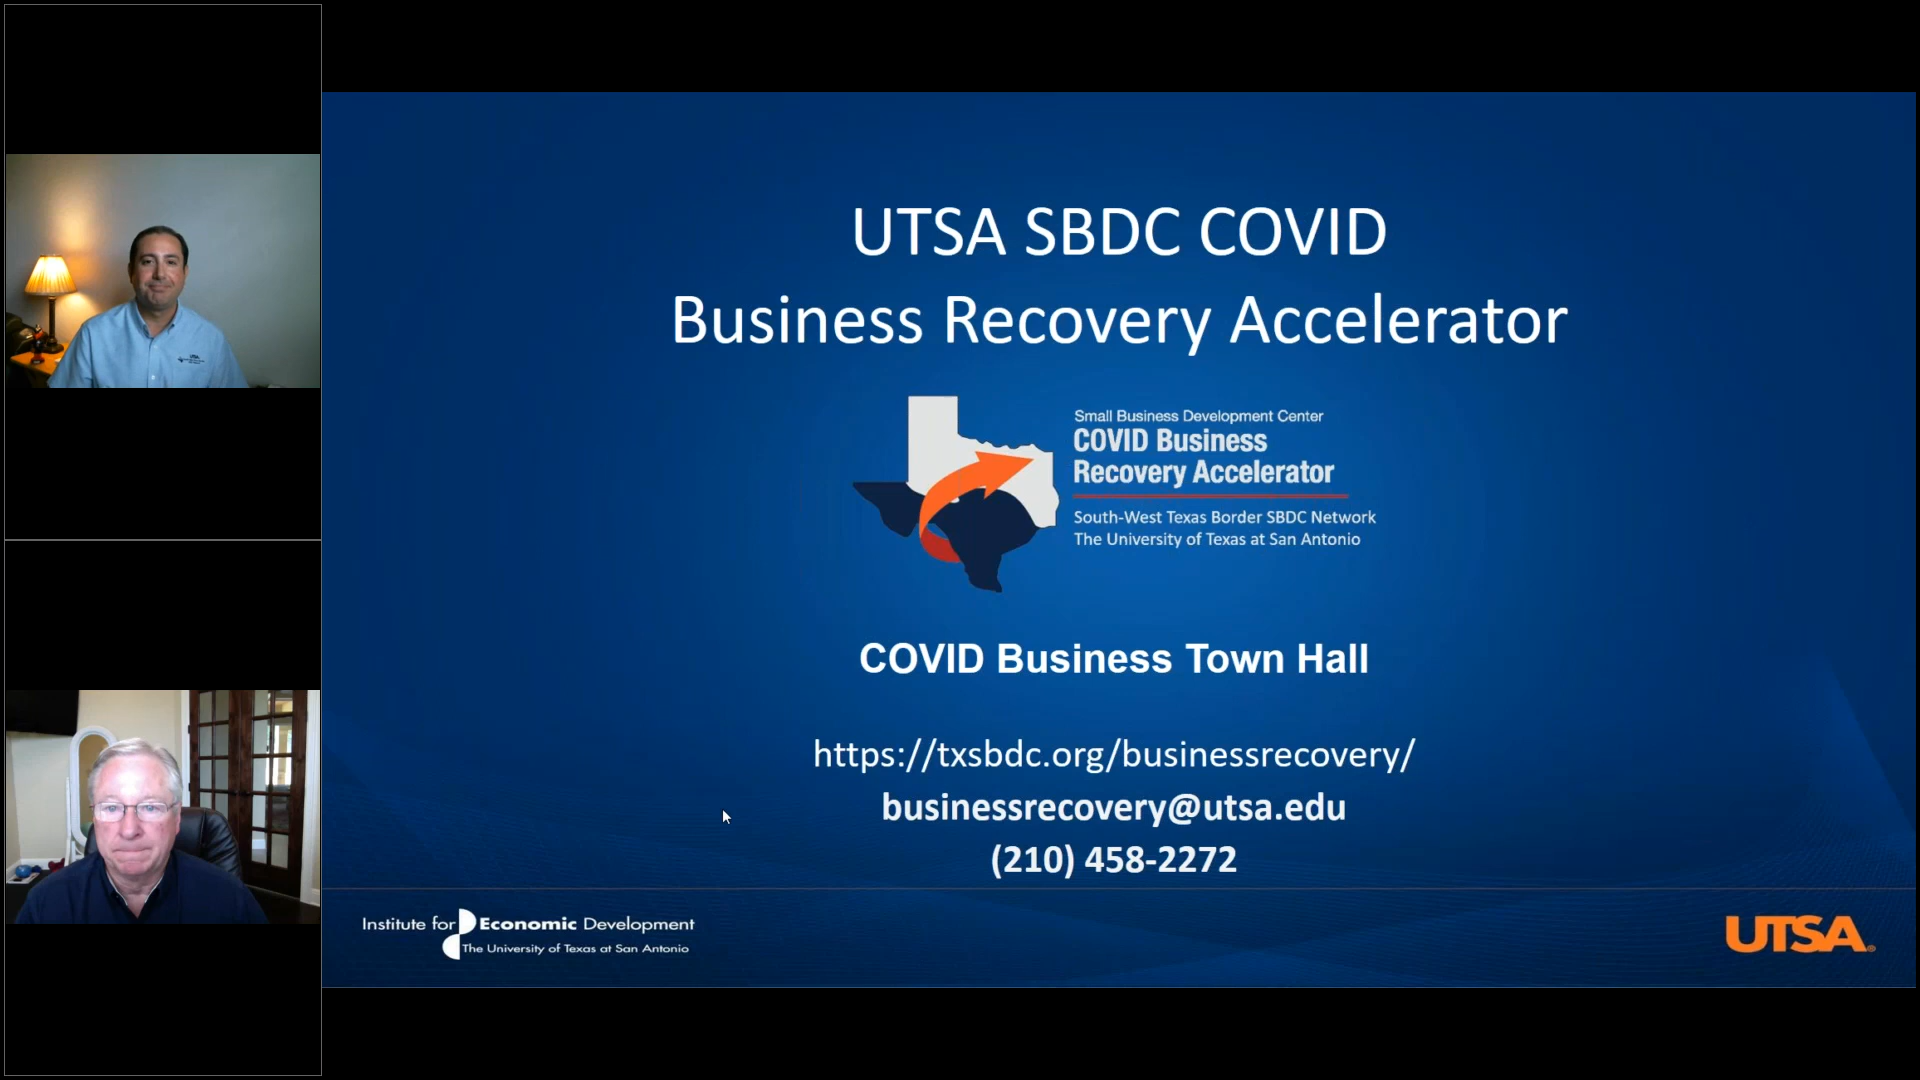 UTSA SBDC COVID
Business Recovery Accelerator
Small Business Development Center
COVID Business
Recovery Accelerator
South-West Texas Border SBDC Network
The University of Texas at San Antonio
COVID Business Town Hall
https://txsbdc.org/businessrecovery/
businessrecovery@utsa.edu
(210) 458-2272
Institute for Economic Development
The University of Texas at San Antonio
UTSA®
UTSA